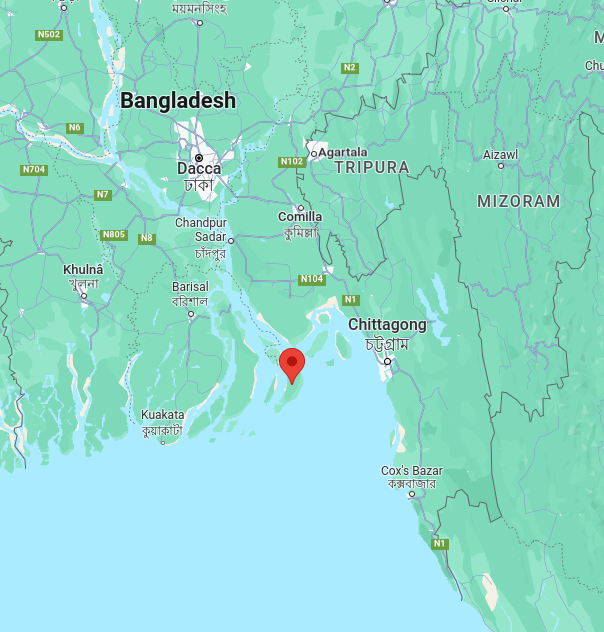 ময়মনসিংহ
N502
N2
Bangladesh
N6
N704
Dacca
ঢাকা
N102
Agartala
TRIPURA
Aizawl
MIZORAM
N7
N805
N8
Chandpur
Sadar
চাঁদপুর
Comilla
কুমিল্লা
Khulnâ
খুলনা
Barisal
বরিশাল
N104
N1
Chittagong
চট্টগ্রাম
Kuakata
কুয়াকাটা
Cox's Bazar
কক্সবাজার
N1